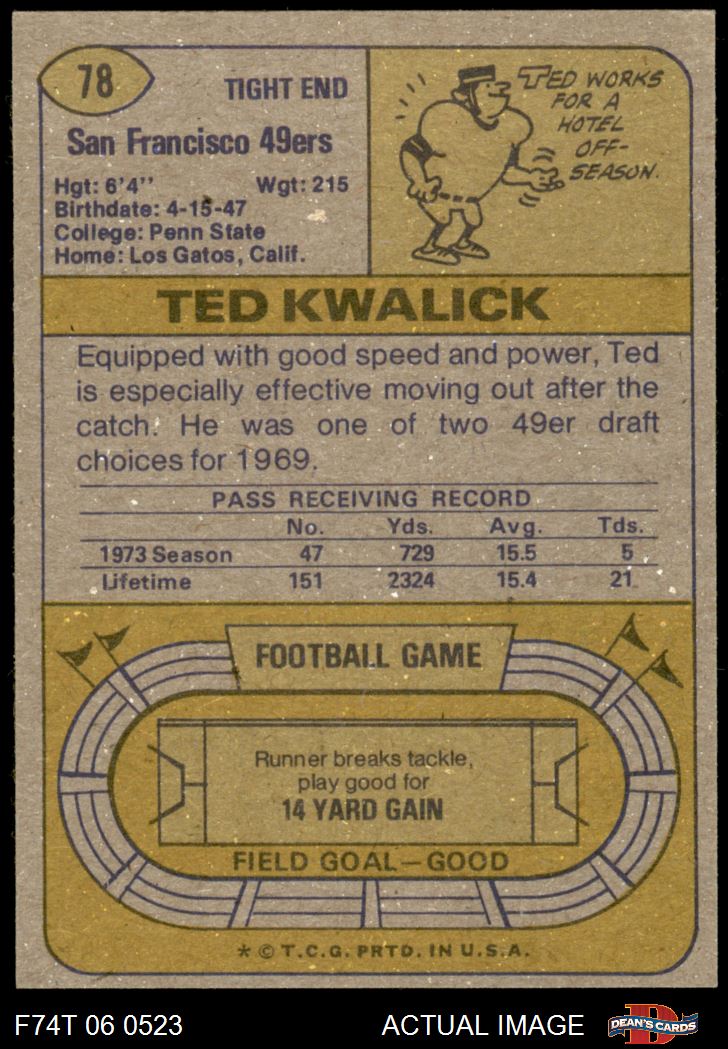 78
TIGHT END
San Francisco 49ers
Hgt: 6'4" Wgt: 215
Birthdate: 4-15-47
College: Penn State
Home: Los Gatos, Calif.
TED WORKS
FOR A
HOTEL
OFF-
SEASON.
TED KWALICK
Equipped with good speed and power, Ted
is especially effective moving out after the
catch. He was one of two 49er draft
choices for 1969.
PASS RECEIVING RECORD
No. Yds. Avg. Tds.
1973 Season 47 729 15.5 5
Lifetime 151 2324 15.4 21
FOOTBALL GAME
Runner breaks tackle,
play good for
14 YARD GAIN
FIELD GOAL—GOOD
* © T.C.G. PRTD. IN U.S.A.
F74T 06 0523 ACTUAL IMAGE D DEAN'S CARDS